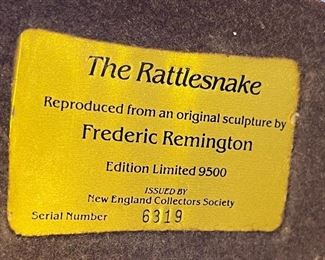 The Rattlesnake
Reproduced from an original sculpture by
Frederic Remington
Edition Limited 9500
ISSUED BY
New England Collectors Society
Serial Number 6319